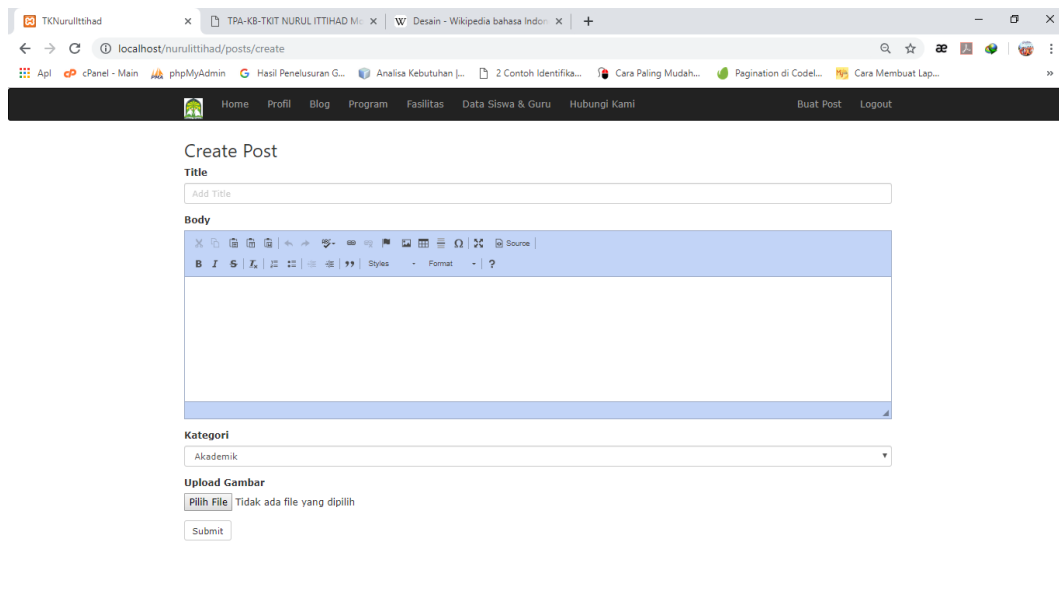 TKNurulIttihad
TPA-KB-TKIT NURUL ITTIHAD Mo
Desain - Wikipedia bahasa Indon
localhost/nurulittihad/posts/create
Apl cPanel - Main phpMyAdmin Hasil Penelusuran G... Analisa Kebutuhan |... 2 Contoh Identifika... Cara Paling Mudah... Pagination di CodeI... Cara Membuat Lap... »
Home Profil Blog Program Fasilitas Data Siswa & Guru Hubungi Kami Buat Post Logout
Create Post
Title
Add Title
Body
Source
B I S Tx Styles Format ?
Kategori
Akademik
Upload Gambar
Pilih File Tidak ada file yang dipilih
Submit